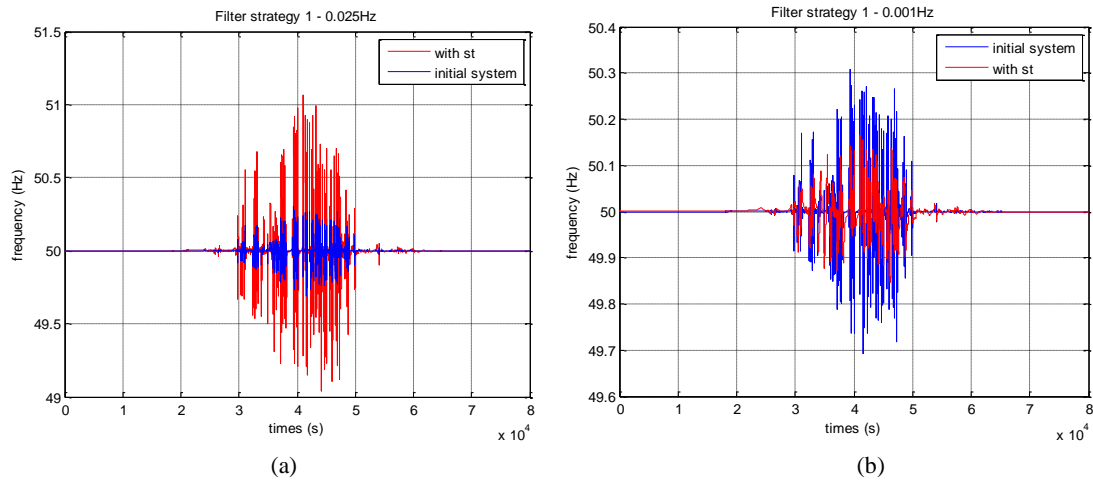 Filter strategy 1 - 0.025Hz
51.5
51
50.5
50
49.5
49
frequency (Hz)
with st
initial system
0 1 2 3 4 5 6 7 8
x 10^4
times (s)
(a)
Filter strategy 1 - 0.001Hz
50.4
50.3
50.2
50.1
50
49.9
49.8
49.7
49.6
frequency (Hz)
initial system
with st
0 1 2 3 4 5 6 7 8
x 10^4
times (s)
(b)